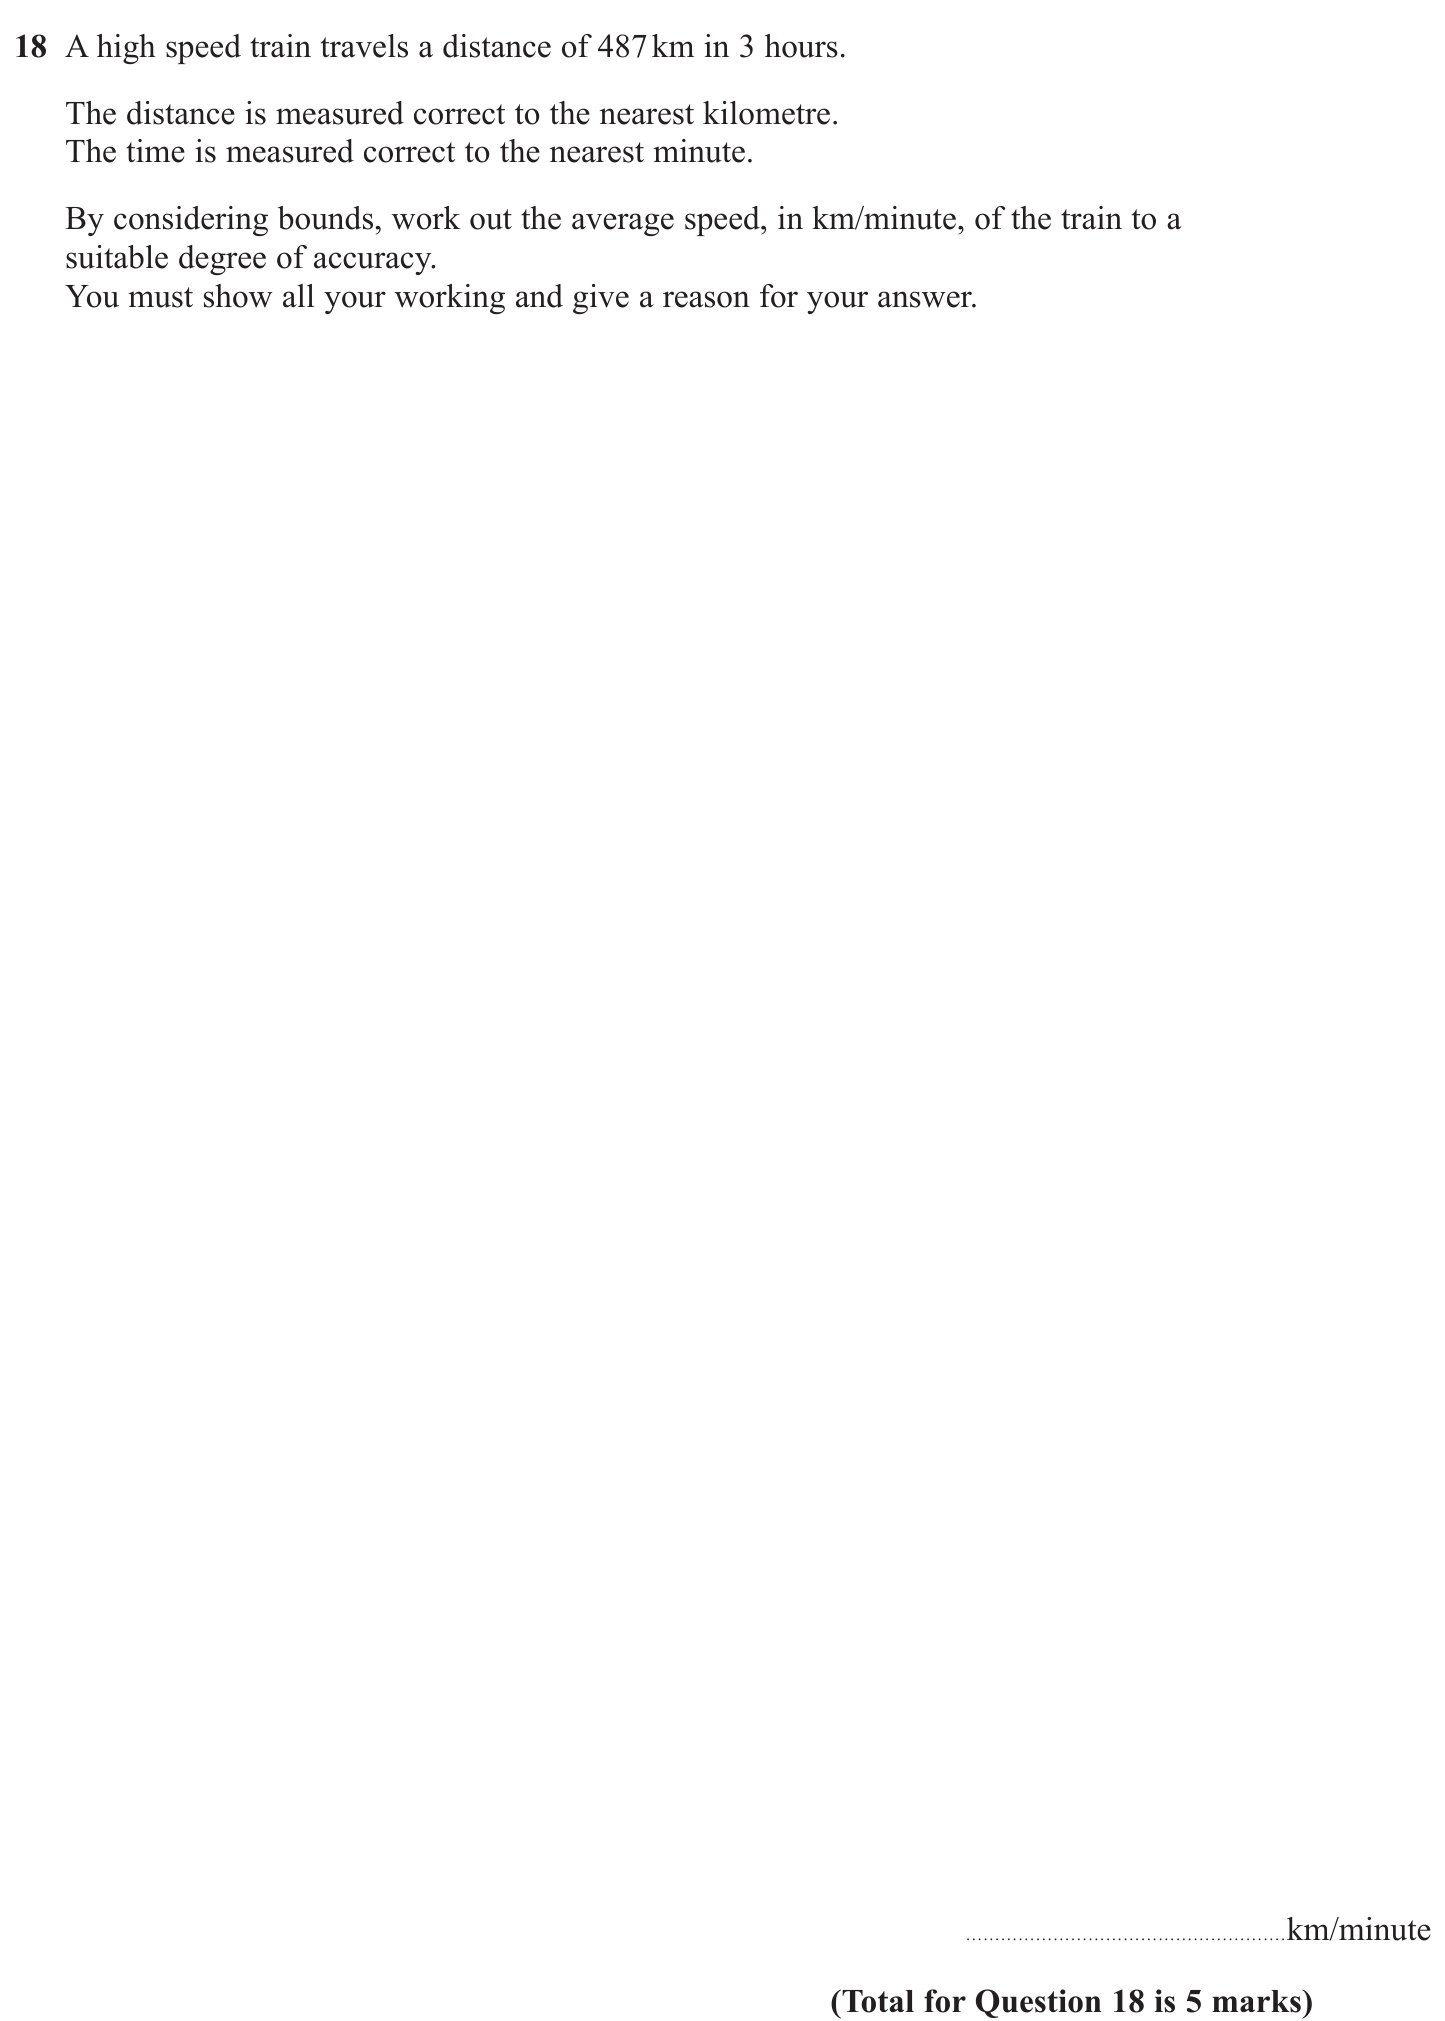 18 A high speed train travels a distance of 487 km in 3 hours.
The distance is measured correct to the nearest kilometre.
The time is measured correct to the nearest minute.
By considering bounds, work out the average speed, in km/minute, of the train to a
suitable degree of accuracy.
You must show all your working and give a reason for your answer.
.......................................................km/minute
(Total for Question 18 is 5 marks)